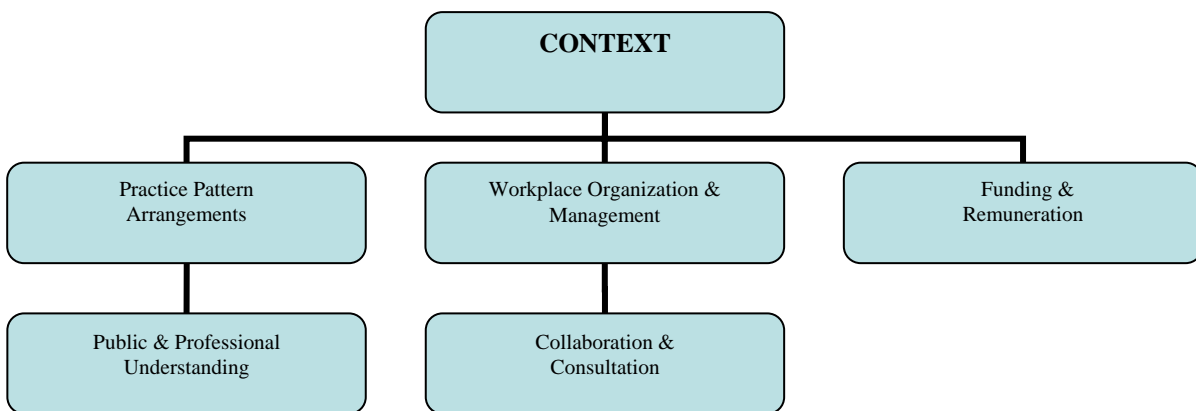 CONTEXT
Practice Pattern
Arrangements
Workplace Organization &
Management
Funding &
Remuneration
Public & Professional
Understanding
Collaboration &
Consultation